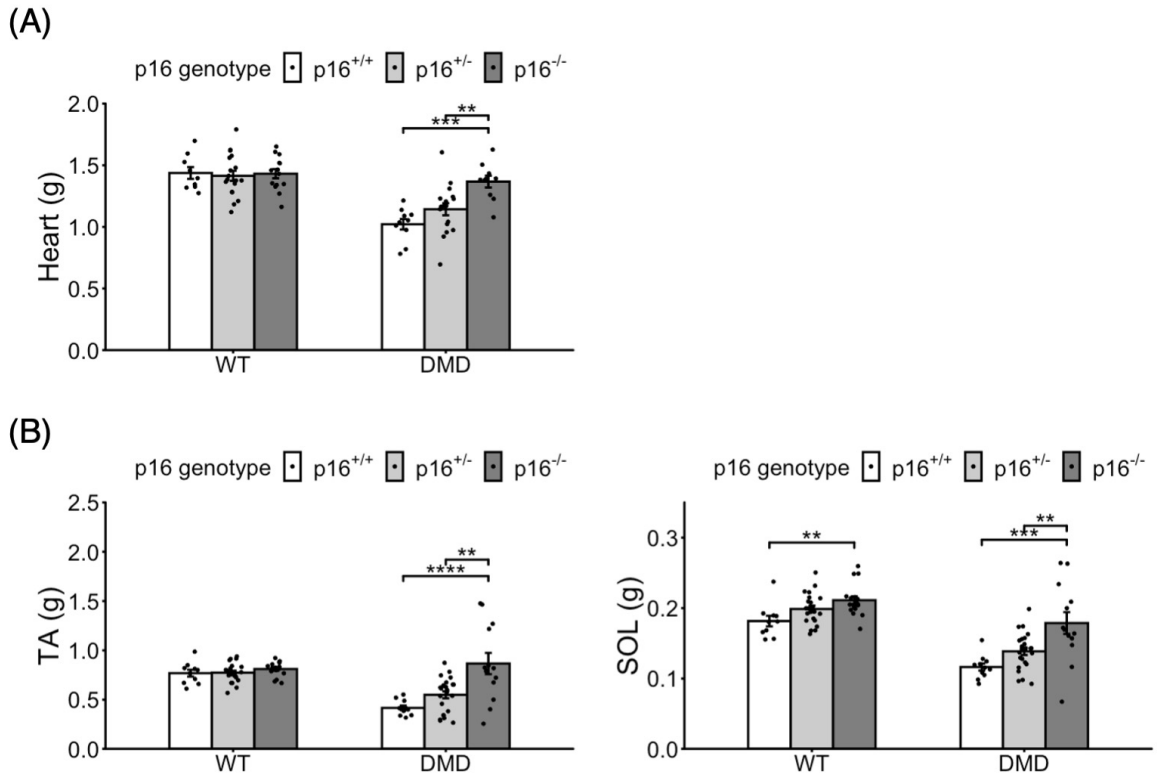 (A)
p16 genotype p16+/+ p16+/- p16-/-
2.0
1.5
1.0
0.5
0.0
Heart (g)
**
***
WT DMD
(B)
p16 genotype p16+/+ p16+/- p16-/-
2.5
2.0
1.5
1.0
0.5
0.0
TA (g)
**
****
WT DMD
p16 genotype p16+/+ p16+/- p16-/-
0.3
0.2
0.1
0.0
SOL (g)
**
**
***
WT DMD